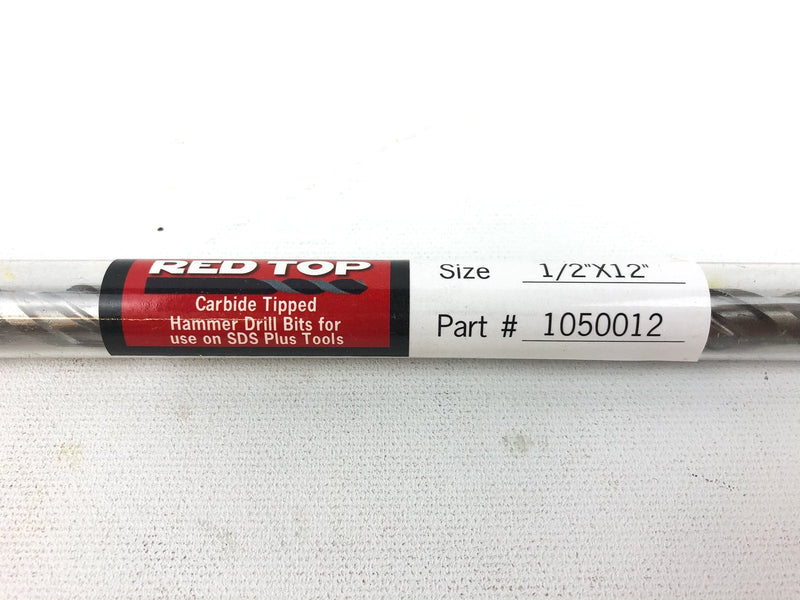 RED TOP
Carbide Tipped
Hammer Drill Bits for
use on SDS Plus Tools
Size 1/2"X12"
Part # 1050012